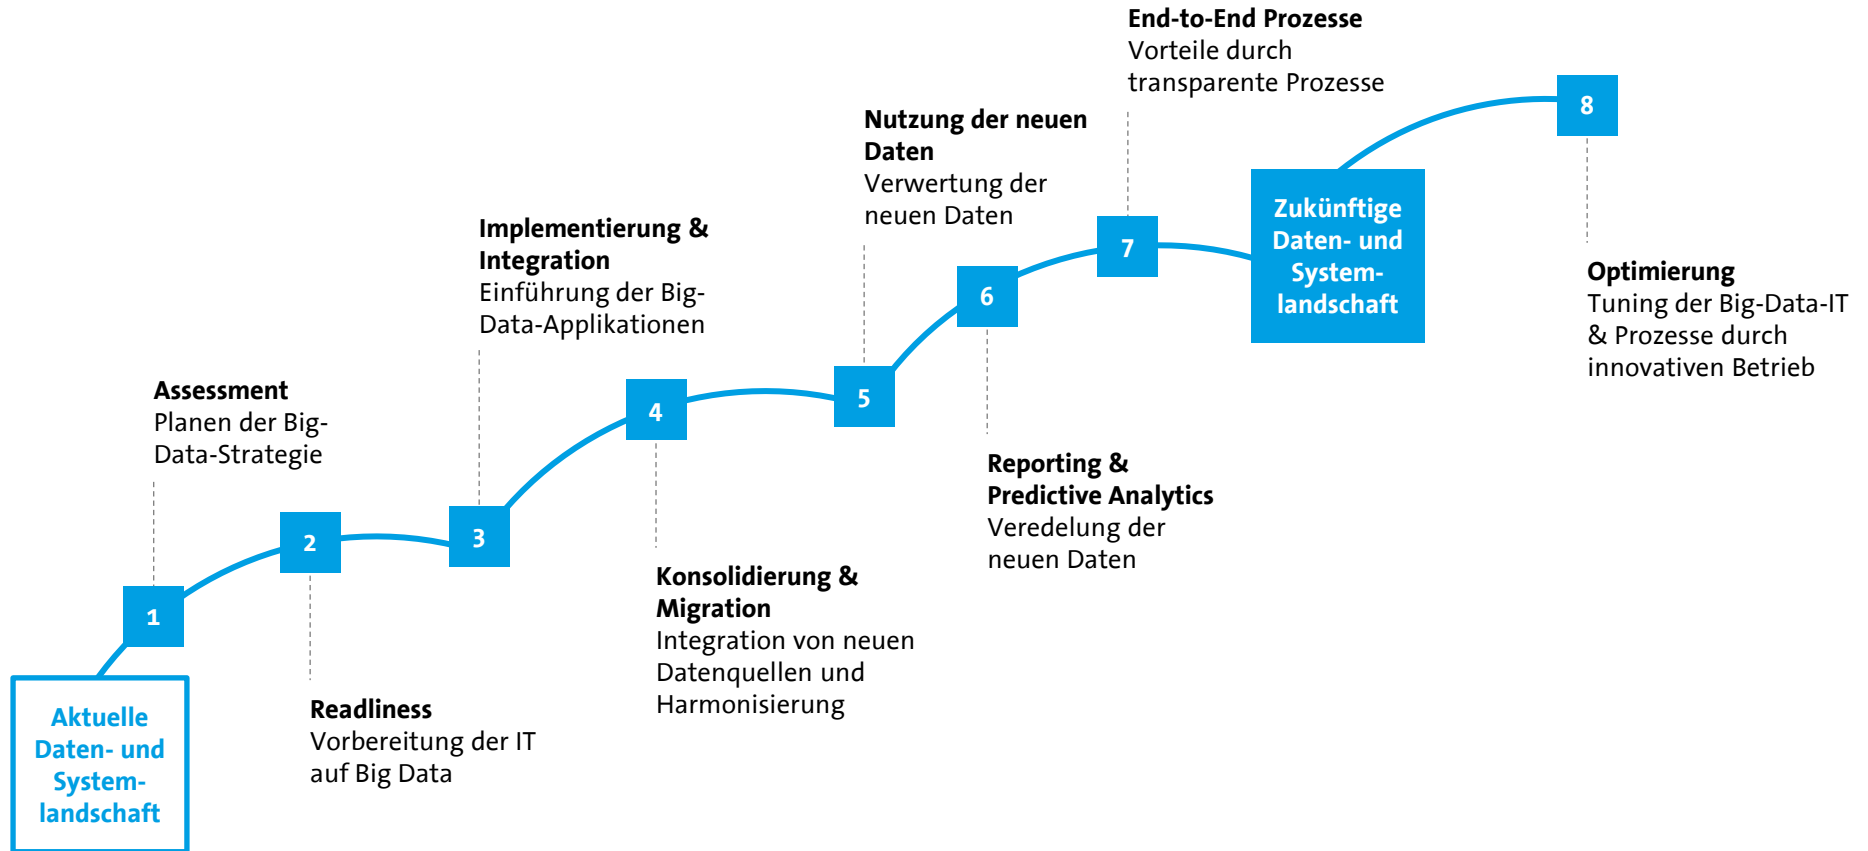 Aktuelle
Daten- und
System-
landschaft
1
Assessment
Planen der Big-
Data-Strategie
2
Readliness
Vorbereitung der IT
auf Big Data
3
Implementierung &
Integration
Einführung der Big-
Data-Applikationen
4
Konsolidierung &
Migration
Integration von neuen
Datenquellen und
Harmonisierung
5
Nutzung der neuen
Daten
Verwertung der
neuen Daten
6
Reporting &
Predictive Analytics
Veredelung der
neuen Daten
7
End-to-End Prozesse
Vorteile durch
transparente Prozesse
Zukünftige
Daten- und
System-
landschaft
8
Optimierung
Tuning der Big-Data-IT
& Prozesse durch
innovativen Betrieb